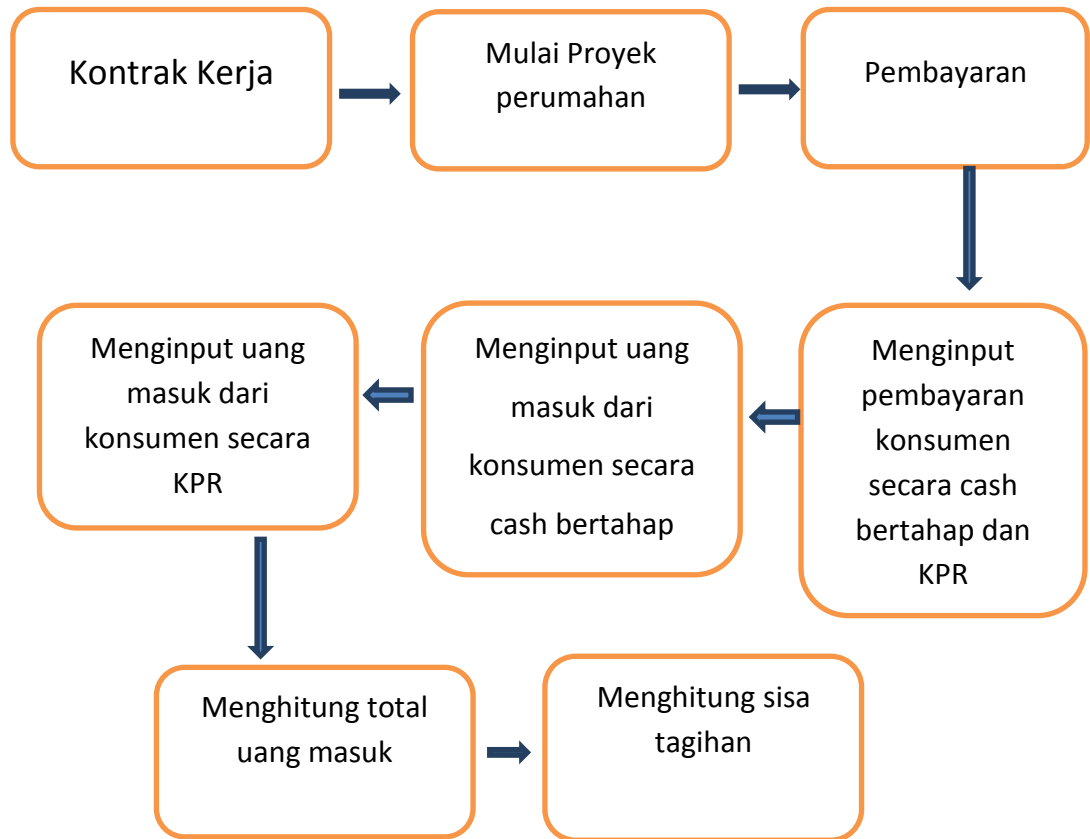 Kontrak Kerja
Mulai Proyek
perumahan
Pembayaran
Menginput
pembayaran
konsumen
secara cash
bertahap dan
KPR
Menginput uang
masuk dari
konsumen secara
cash bertahap
Menginput uang
masuk dari
konsumen secara
KPR
Menghitung total
uang masuk
Menghitung sisa
tagihan